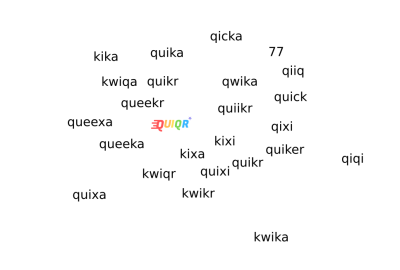 qicka
77
quika
kika
qiiq
kwiqa
quikr
qwika
quick
queekr
quiikr
queexa
QUIQR
qixi
kixi
queeka
quiker
kixa
quikr
qiqi
quixi
kwiqr
kwikr
quixa
kwika